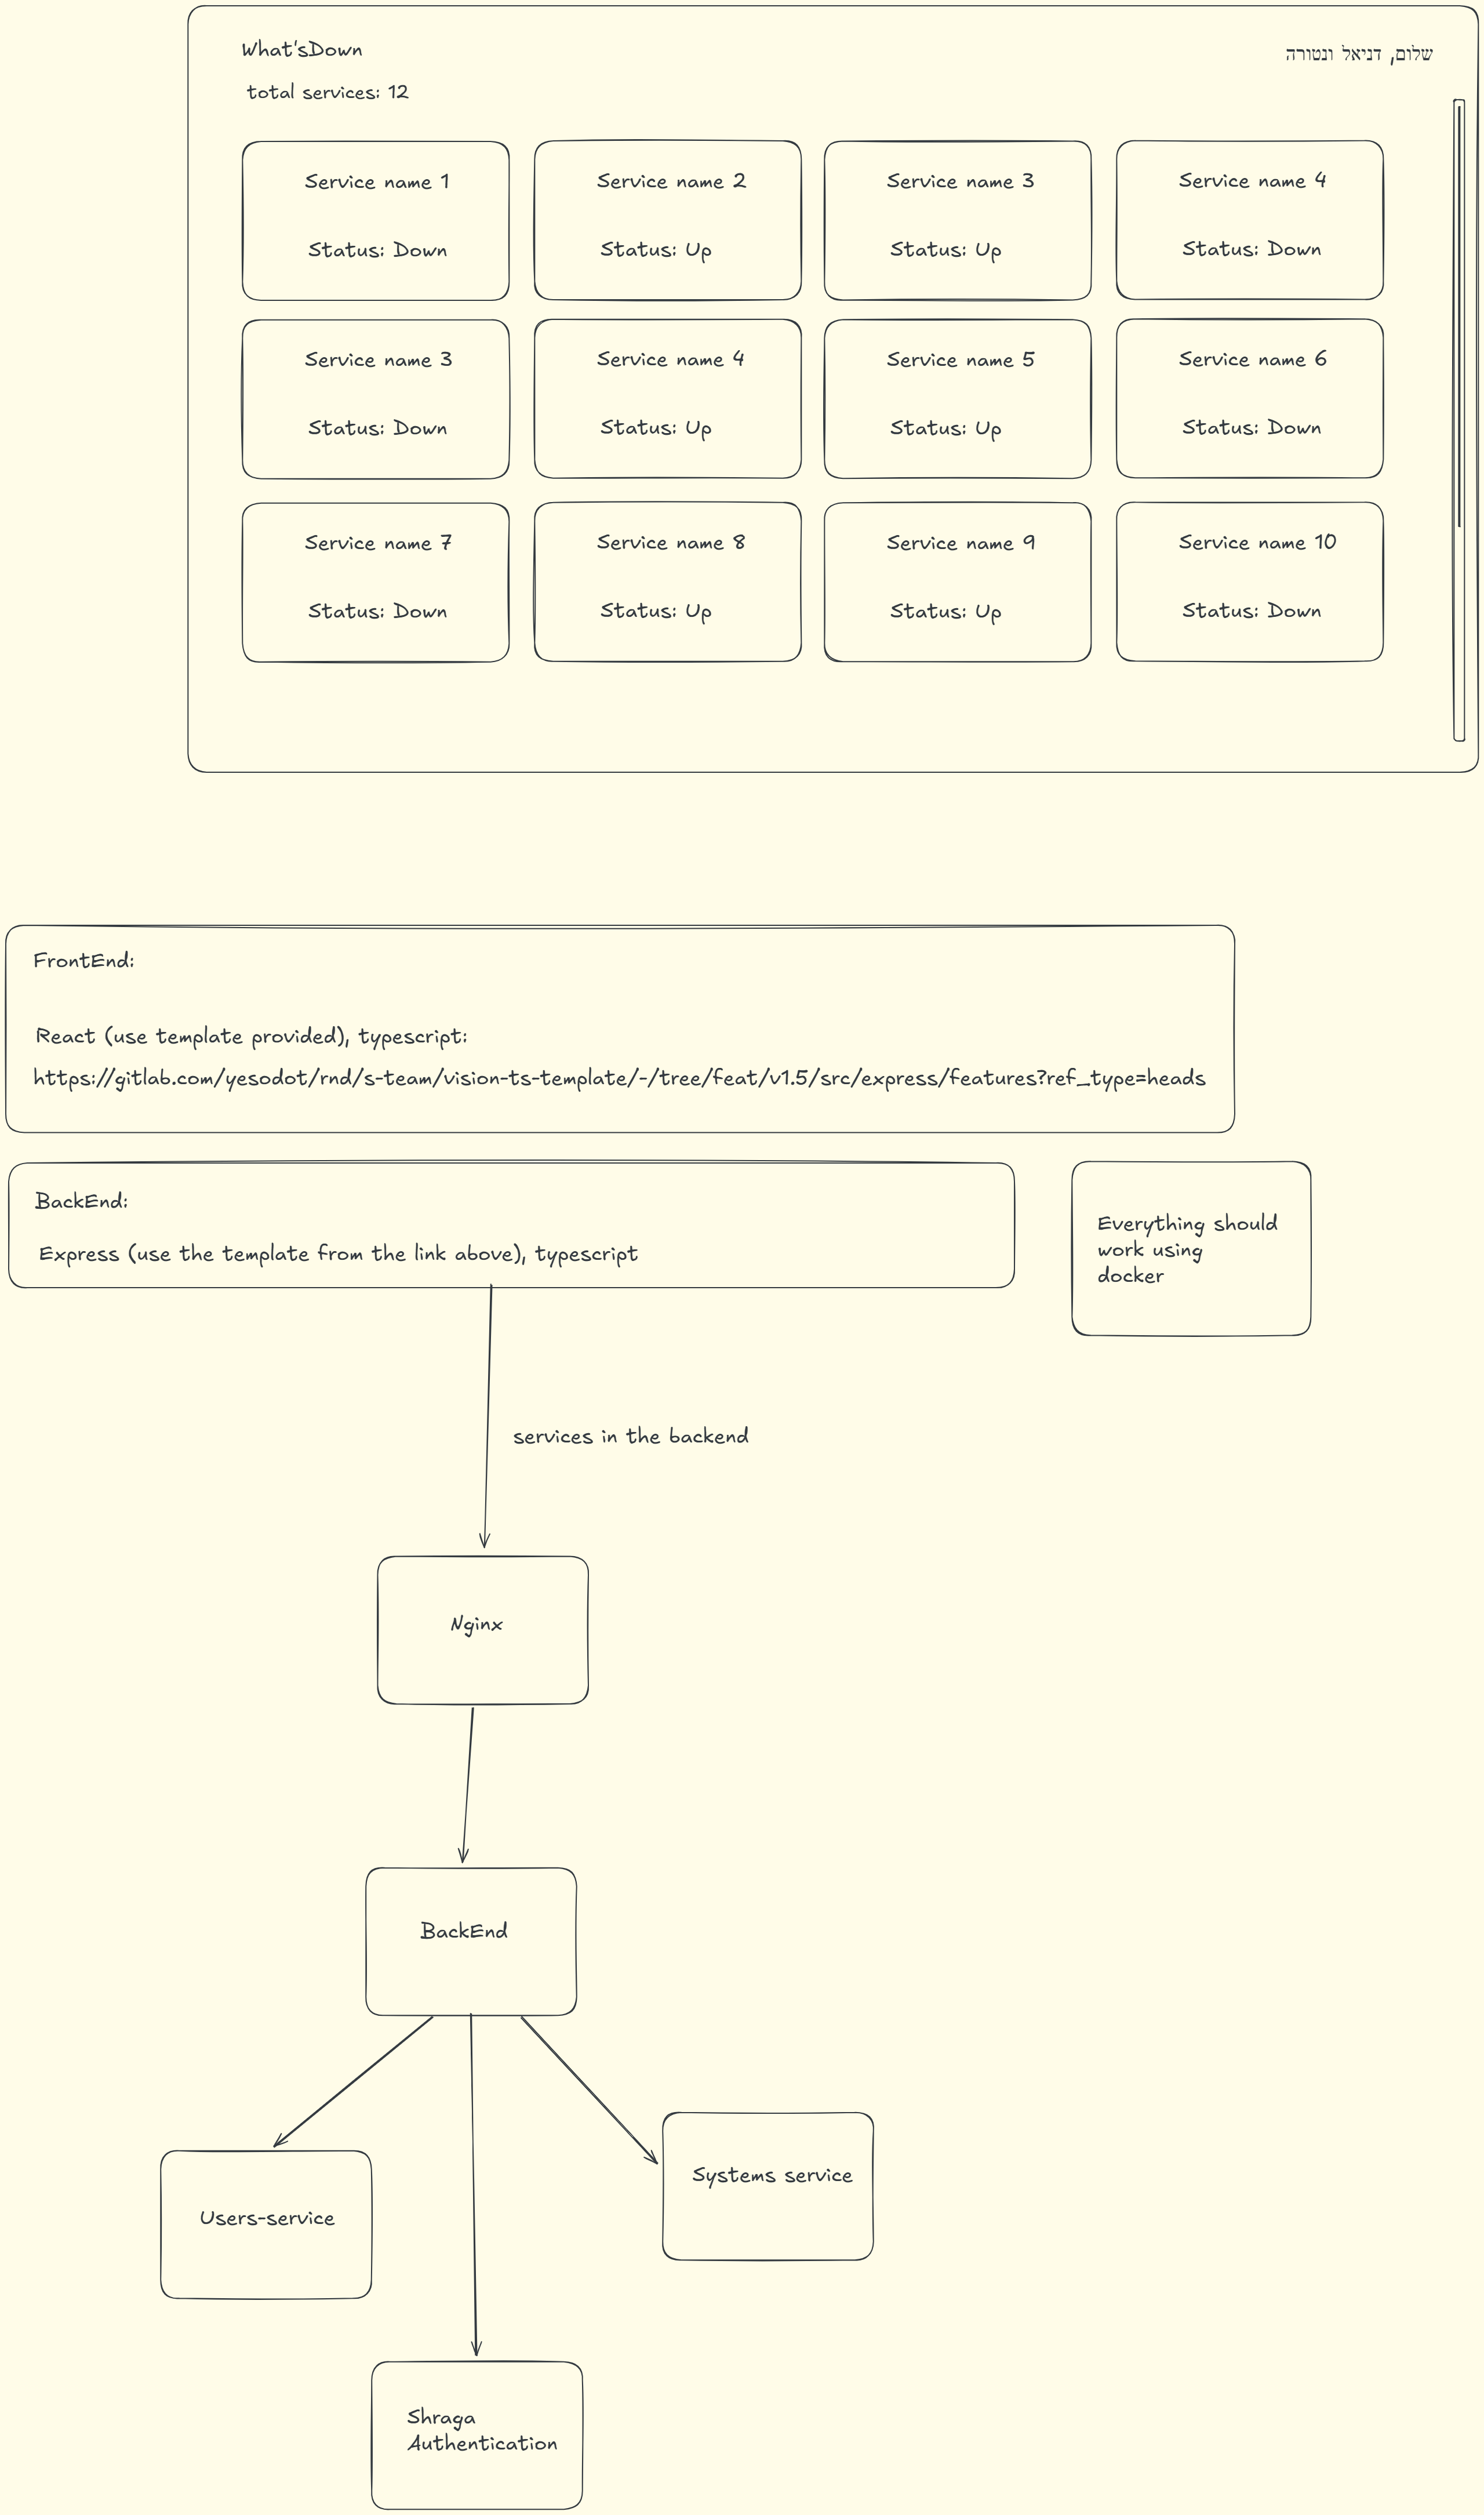 What'sDown
שלום, דניאל ונטורה
total services: 12
Service name 1
Service name 2
Service name 3
Service name 4
Status: Down
Status: Up
Status: Up
Status: Down
Service name 3
Service name 4
Service name 5
Service name 6
Status: Down
Status: Up
Status: Up
Status: Down
Service name 7
Service name 8
Service name 9
Service name 10
Status: Down
Status: Up
Status: Up
Status: Down
FrontEnd:
React (use template provided), typescript:
https://gitlab.com/yesodot/rnd/s-team/vision-ts-template/-/tree/feat/v1.5/src/express/features?ref_type=heads
BackEnd:
Express (use the template from the link above), typescript
Everything should
work using
docker
services in the backend
Nginx
BackEnd
Systems service
Users-service
Shraga
Authentication